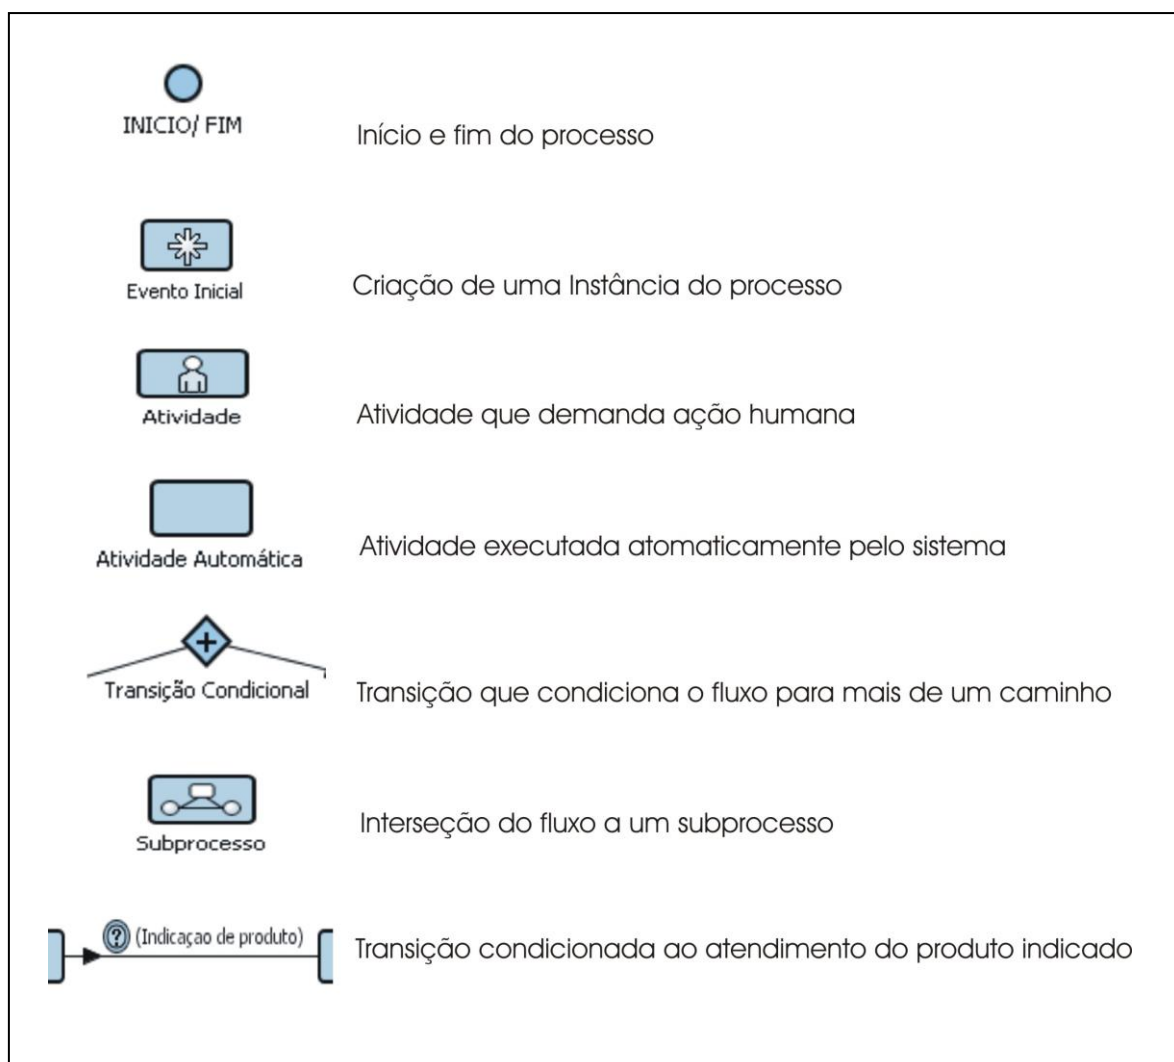 INICIO/ FIM
Início e fim do processo
Evento Inicial
Criação de uma Instância do processo
Atividade
Atividade que demanda ação humana
Atividade Automática
Atividade executada atomaticamente pelo sistema
Transição Condicional
Transição que condiciona o fluxo para mais de um caminho
Subprocesso
Interseção do fluxo a um subprocesso
? (Indicaçao de produto)
Transição condicionada ao atendimento do produto indicado